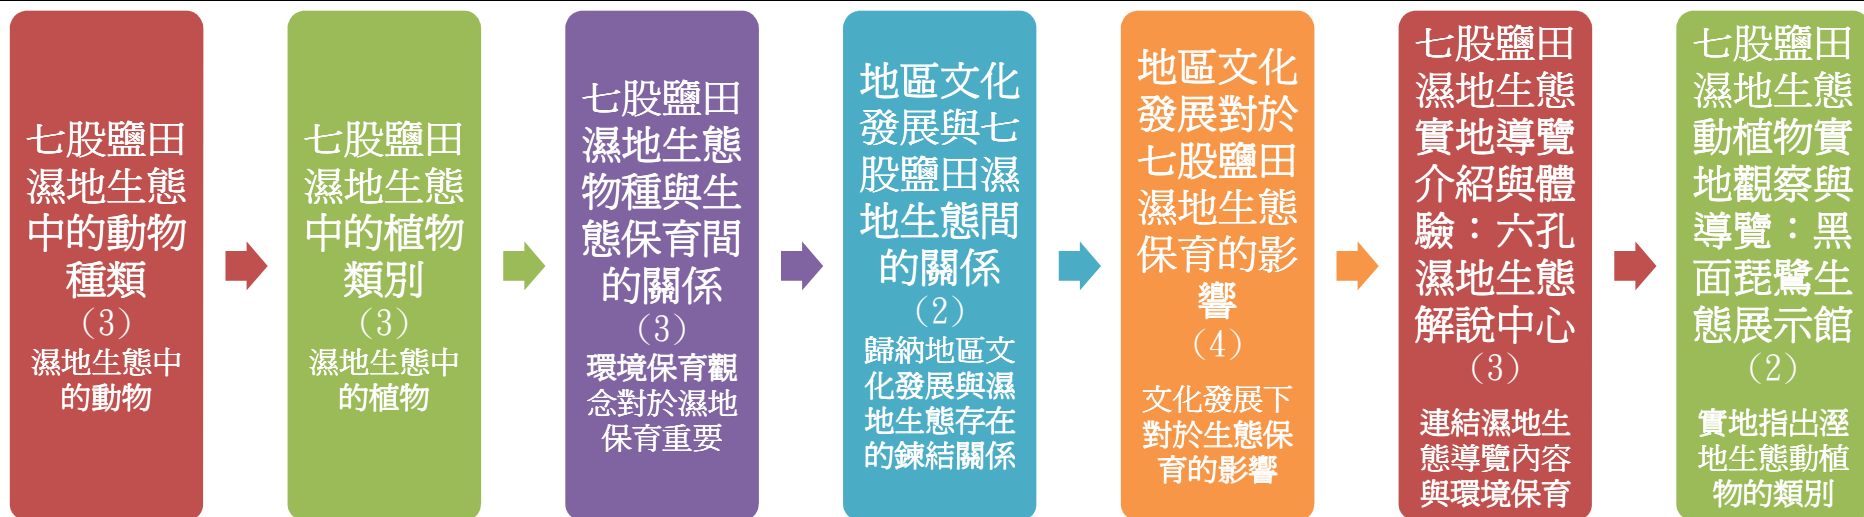 七股鹽田
濕地生態
中的動物
種類
（3）
濕地生態中
的動物
七股鹽田
濕地生態
中的植物
類別
（3）
濕地生態中
的植物
七股鹽田
濕地生態
物種與生
態保育間
的關係
（3）
環境保育觀
念對於濕地
保育重要
地區文化
發展與七
股鹽田濕
地生態間
的關係
（2）
歸納地區文
化發展與濕
地生態存在
的鍊結關係
地區文化
發展對於
七股鹽田
濕地生態
保育的影
響
（4）
文化發展下
對於生態保
育的影響
七股鹽田
濕地生態
實地導覽
介紹與體
驗：六孔
濕地生態
解說中心
（3）
連結濕地生
態導覽內容
與環境保育
七股鹽田
濕地生態
動植物實
地觀察與
導覽：黑
面琵鷺生
態展示館
（2）
實地指出溼
地生態動植
物的類別